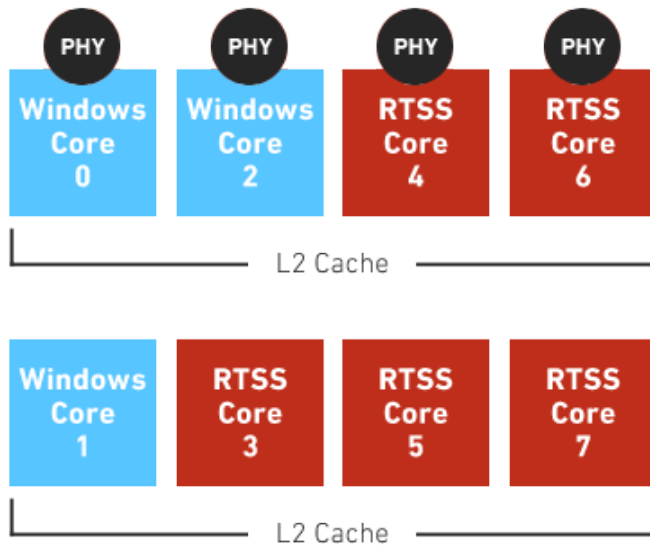 PHY PHY PHY PHY
Windows Windows RTSS RTSS
Core Core Core Core
0 2 4 6
L2 Cache
Windows RTSS RTSS RTSS
Core Core Core Core
1 3 5 7
L2 Cache